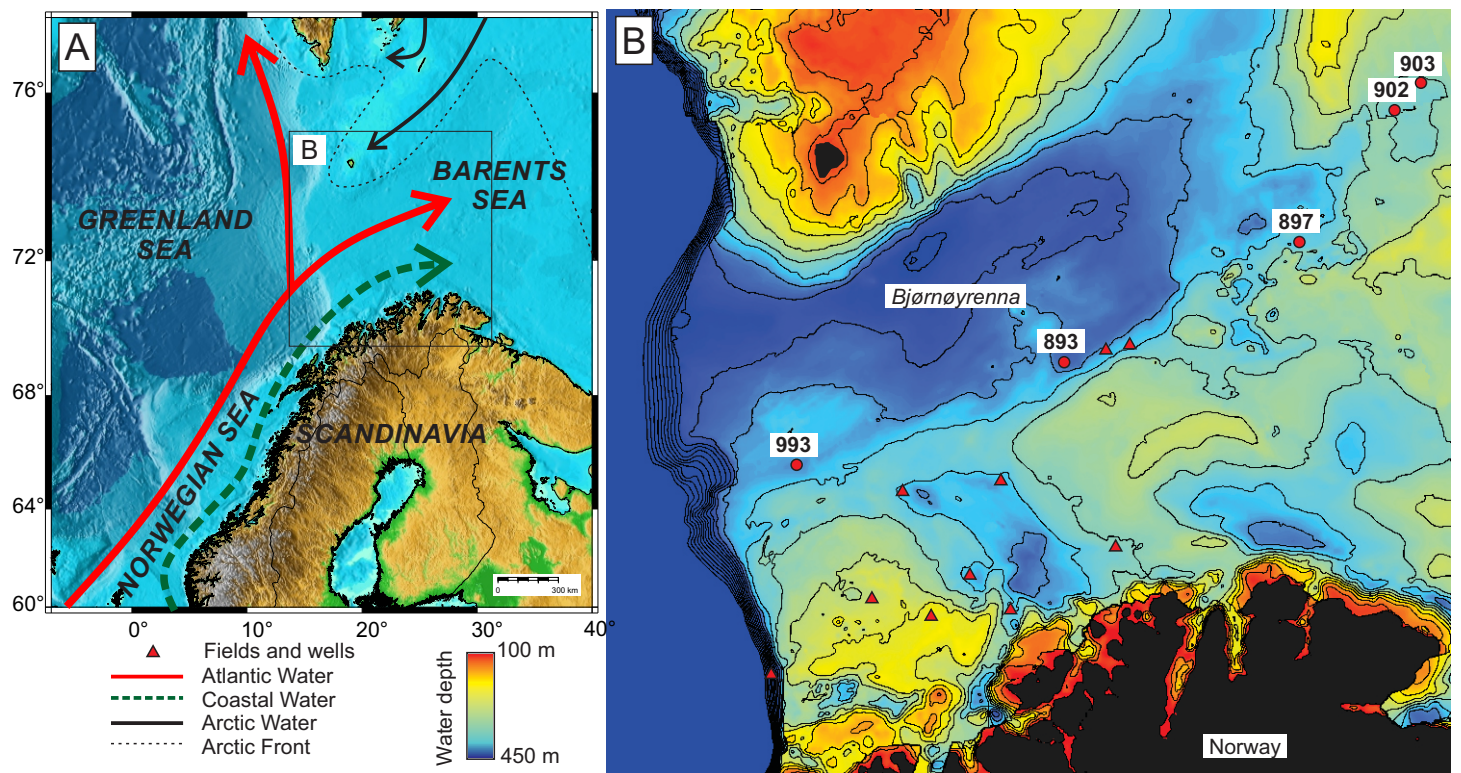 A
76°
72°
68°
64°
60°
B
GREENLAND
SEA
BARENTS
SEA
NORWEGIAN SEA
SCANDINAVIA
0
300 km
0°
10°
20°
30°
40°
Fields and wells
Atlantic Water
Coastal Water
Arctic Water
Arctic Front
Water depth
100 m
450 m
B
903
902
897
Bjørnøyrenna
893
993
Norway